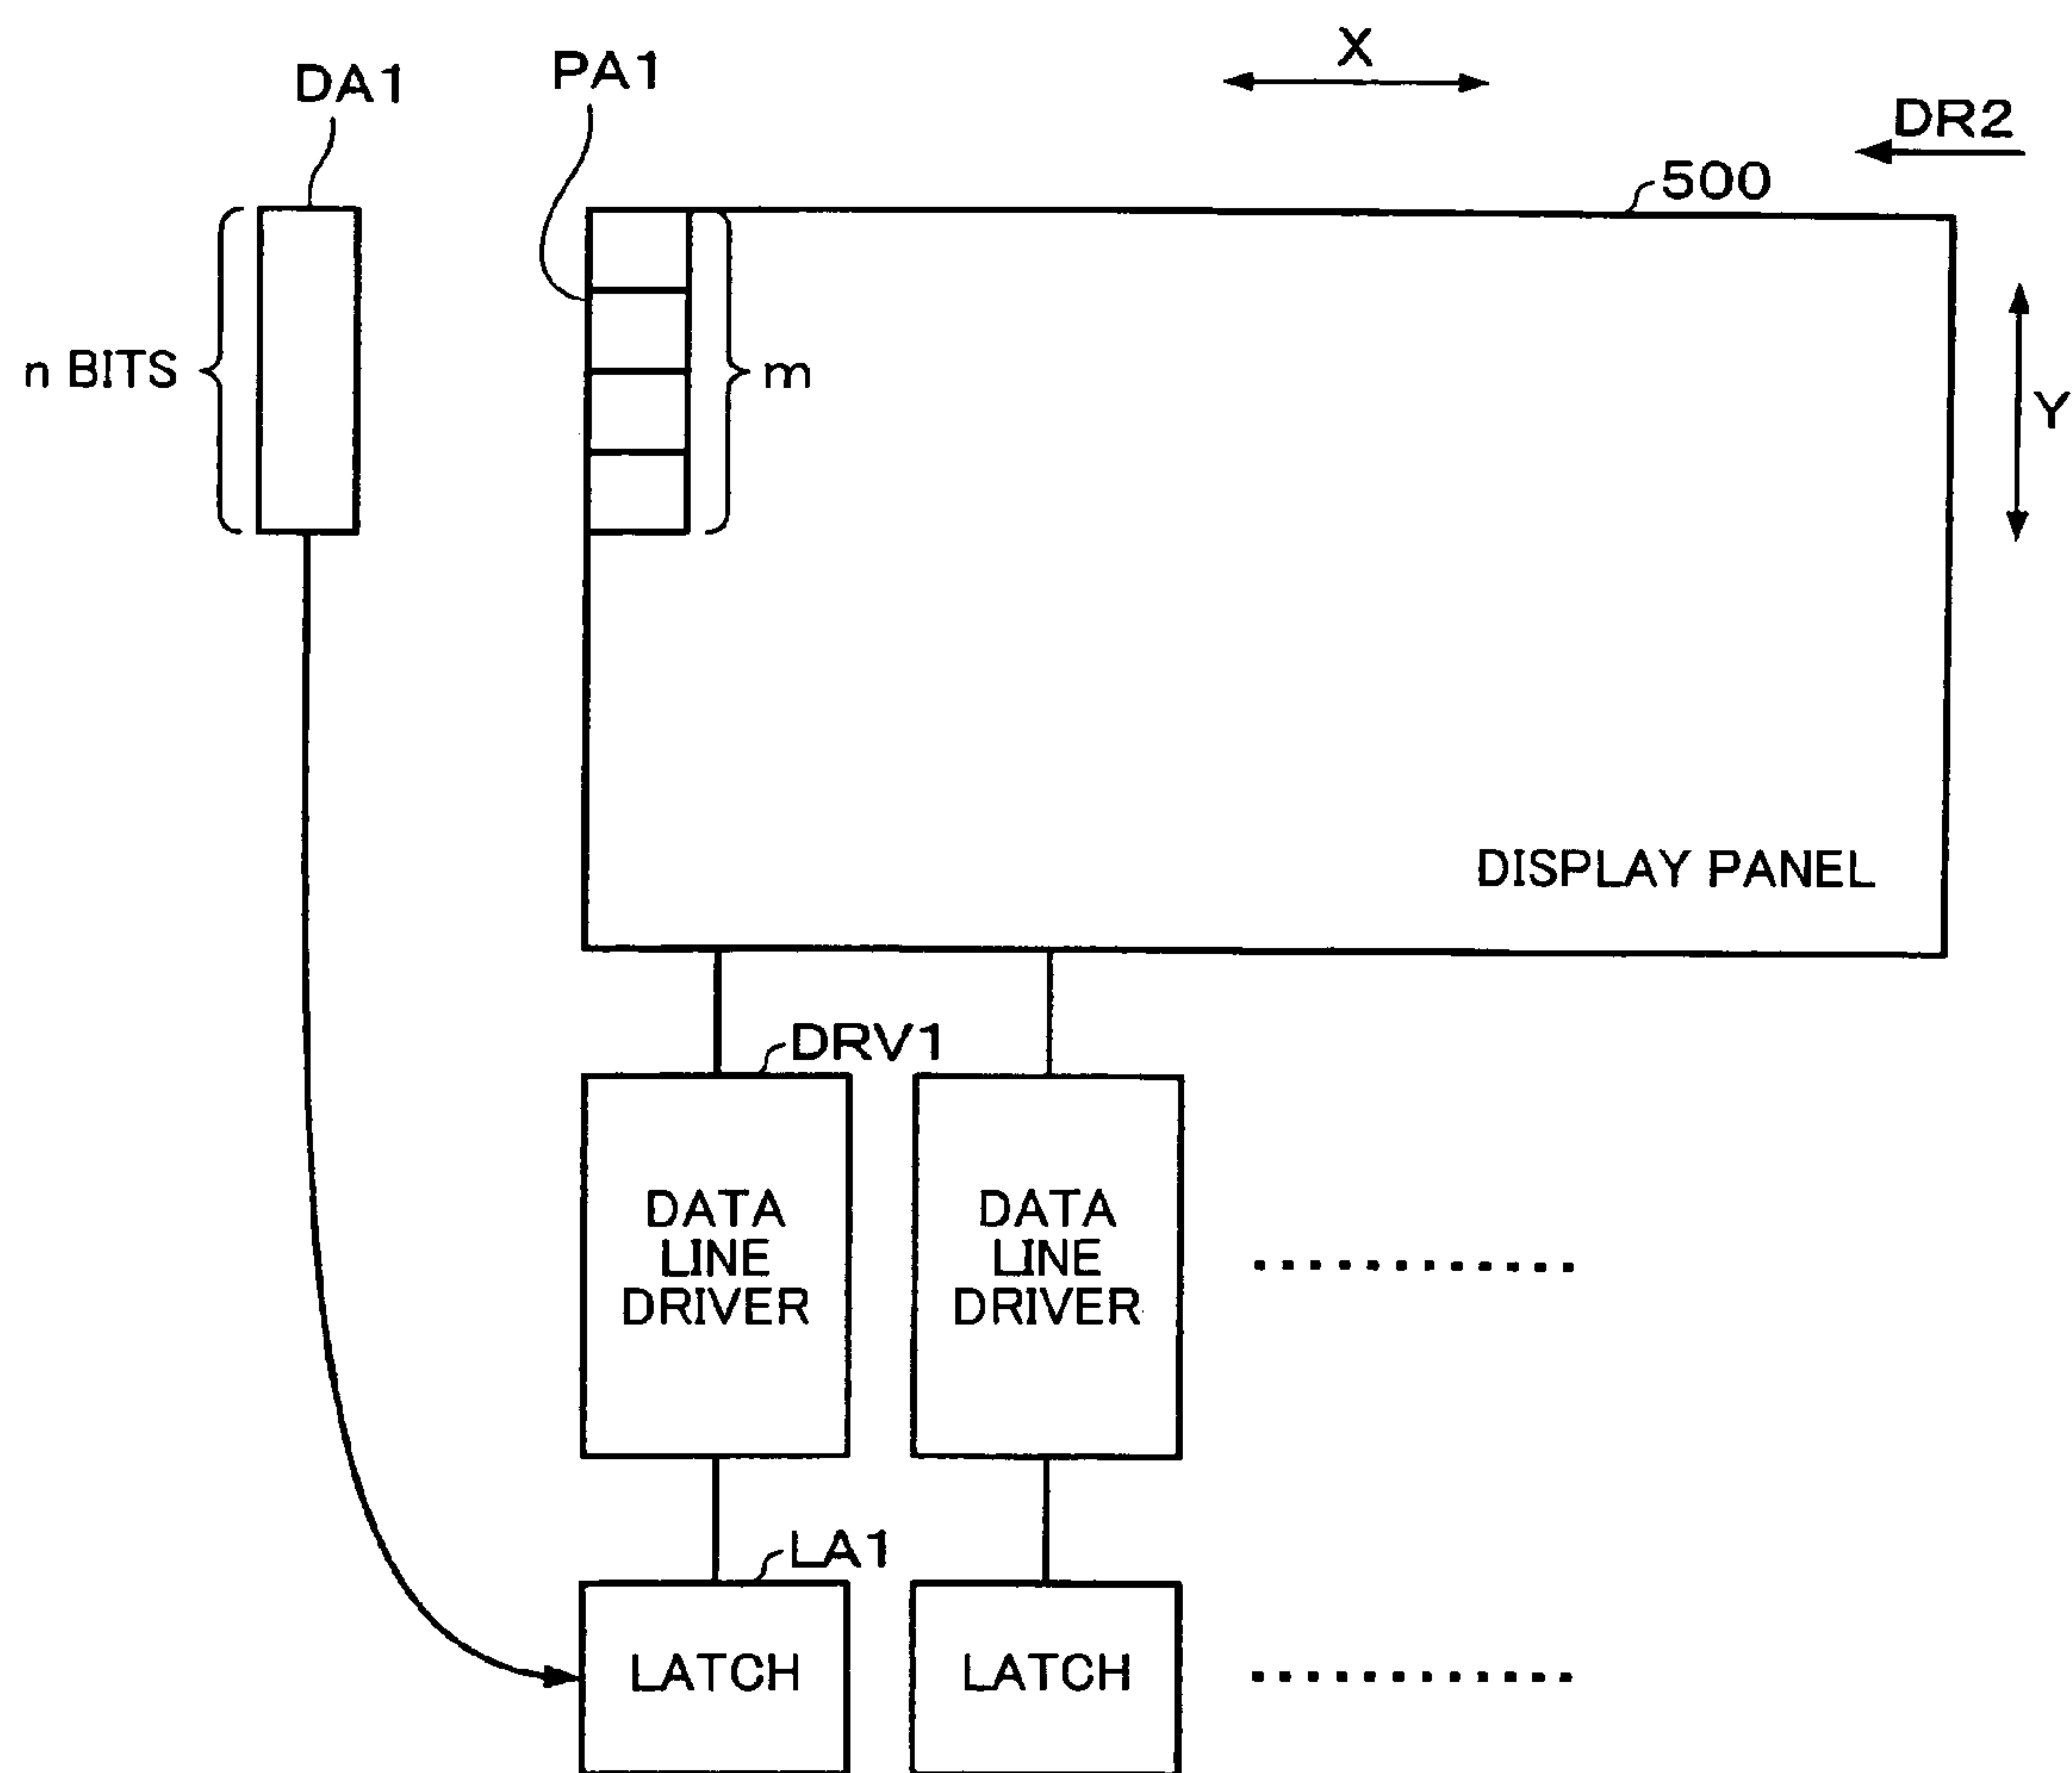 DA1
PA1
X
DR2
500
n BITS
m
Y
DISPLAY PANEL
DRV1
DATA
LINE
DRIVER
DATA
LINE
DRIVER
LA1
LATCH
LATCH